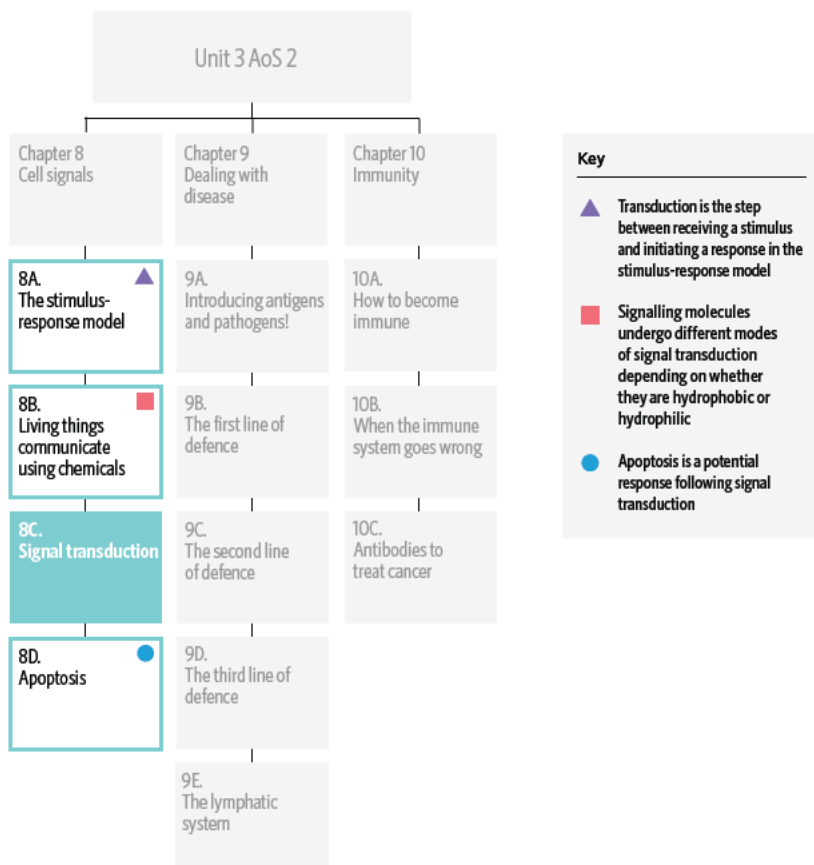 Unit 3 AoS 2
Chapter 8
Cell signals
Chapter 9
Dealing with
disease
Chapter 10
Immunity
8A.
The stimulus-
response model
9A.
Introducing antigens
and pathogens!
10A.
How to become
immune
8B.
Living things
communicate
using chemicals
9B.
The first line of
defence
10B.
When the immune
system goes wrong
8C.
Signal transduction
9C.
The second line
of defence
10C.
Antibodies to
treat cancer
8D.
Apoptosis
9D.
The third line of
defence
9E.
The lymphatic
system
Key
Transduction is the step
between receiving a stimulus
and initiating a response in the
stimulus-response model
Signalling molecules
undergo different modes
of signal transduction
depending on whether
they are hydrophobic or
hydrophilic
Apoptosis is a potential
response following signal
transduction